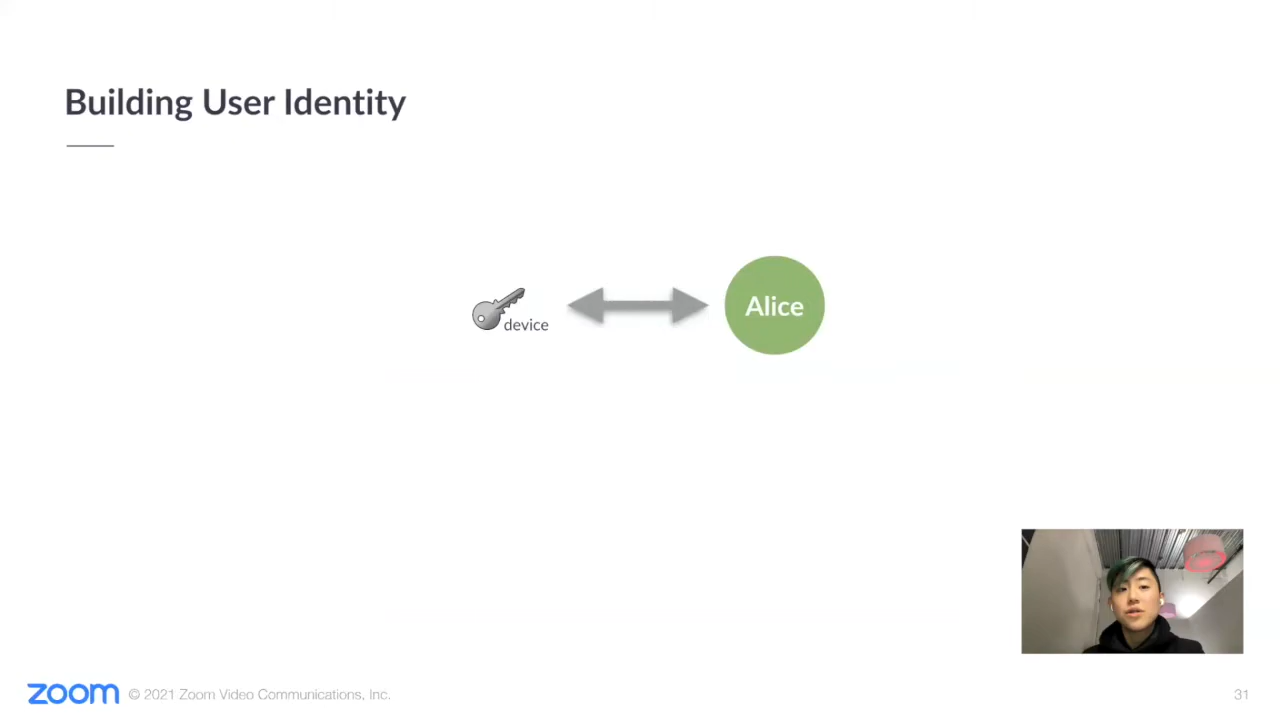 Building User Identity
device
Alice
zoom © 2021 Zoom Video Communications, Inc.
31